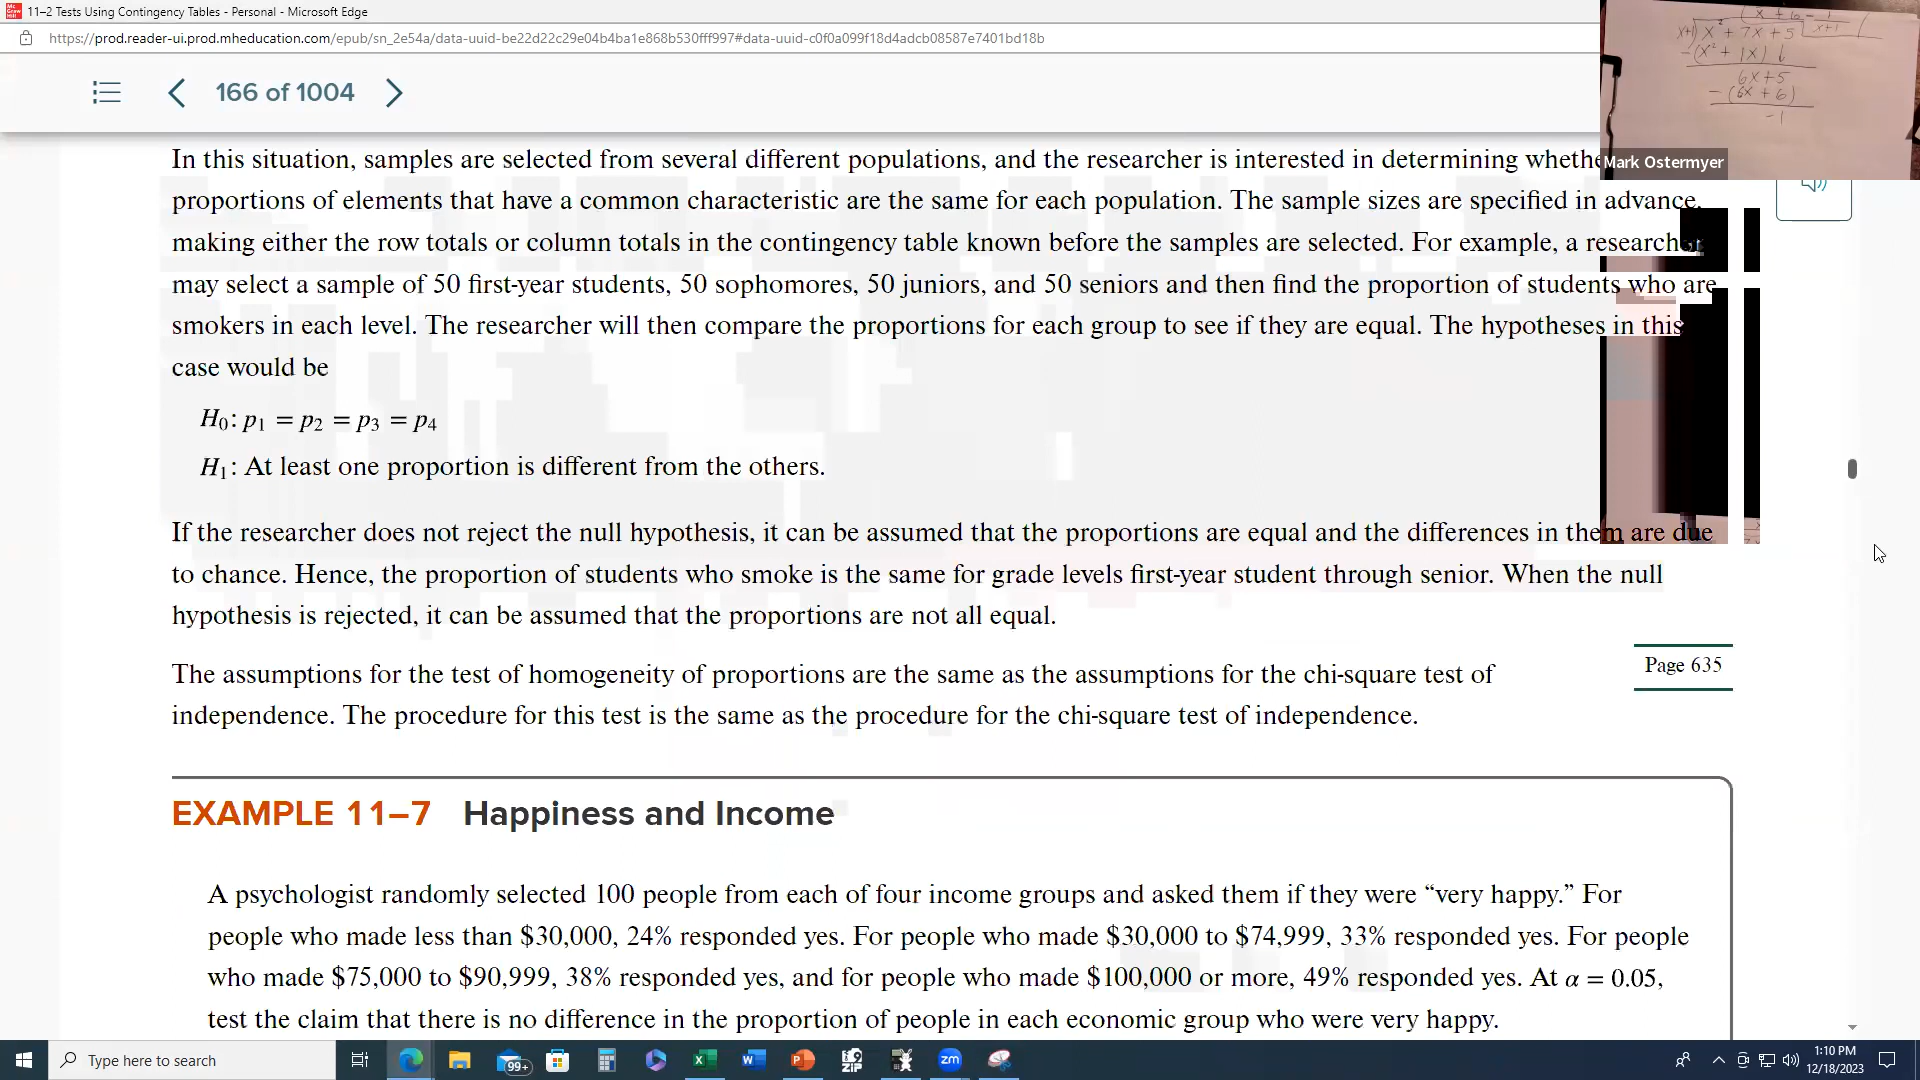 11–2 Tests Using Contingency Tables - Personal - Microsoft Edge
https://prod.reader-ui.prod.mheducation.com/epub/sn_2e54a/data-uuid-be22d22c29e04b4ba1e868b530fff997#data-uuid-c0f0a099f18d4adcb08587e7401bd18b
166 of 1004
x + 6 - 1
x+1
x+1 x² + 7x + 5
-(x² + 1x) ↓
6x+5
-(6x + 6)
-1
Mark Ostermyer
In this situation, samples are selected from several different populations, and the researcher is interested in determining whethe
proportions of elements that have a common characteristic are the same for each population. The sample sizes are specified in advance,
making either the row totals or column totals in the contingency table known before the samples are selected. For example, a researcher
may select a sample of 50 first-year students, 50 sophomores, 50 juniors, and 50 seniors and then find the proportion of students who are
smokers in each level. The researcher will then compare the proportions for each group to see if they are equal. The hypotheses in this
case would be
H₀: p₁ = p₂ = p₃ = p₄
H₁: At least one proportion is different from the others.
If the researcher does not reject the null hypothesis, it can be assumed that the proportions are equal and the differences in them are due
to chance. Hence, the proportion of students who smoke is the same for grade levels first-year student through senior. When the null
hypothesis is rejected, it can be assumed that the proportions are not all equal.
Page 635
The assumptions for the test of homogeneity of proportions are the same as the assumptions for the chi-square test of
independence. The procedure for this test is the same as the procedure for the chi-square test of independence.
EXAMPLE 11–7 Happiness and Income
A psychologist randomly selected 100 people from each of four income groups and asked them if they were “very happy.” For
people who made less than $30,000, 24% responded yes. For people who made $30,000 to $74,999, 33% responded yes. For people
who made $75,000 to $90,999, 38% responded yes, and for people who made $100,000 or more, 49% responded yes. At α = 0.05,
test the claim that there is no difference in the proportion of people in each economic group who were very happy.
Type here to search
99+
zm
1:10 PM
12/18/2023